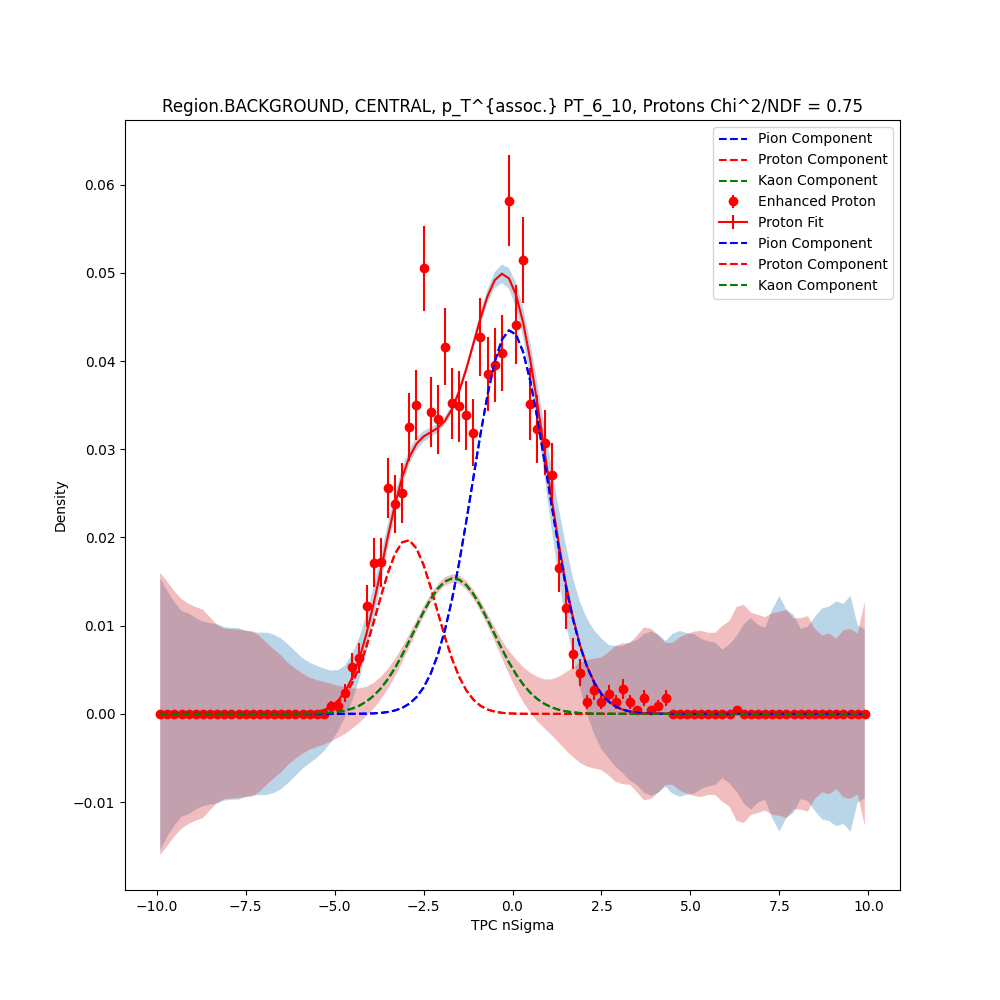 Region.BACKGROUND, CENTRAL, p_T^{assoc.} PT_6_10, Protons Chi^2/NDF = 0.75
Pion Component
Proton Component
Kaon Component
Enhanced Proton
Proton Fit
Pion Component
Proton Component
Kaon Component
0.06
0.05
0.04
0.03
0.02
0.01
0.00
−0.01
Density
−10.0 −7.5 −5.0 −2.5 0.0 2.5 5.0 7.5 10.0
TPC nSigma